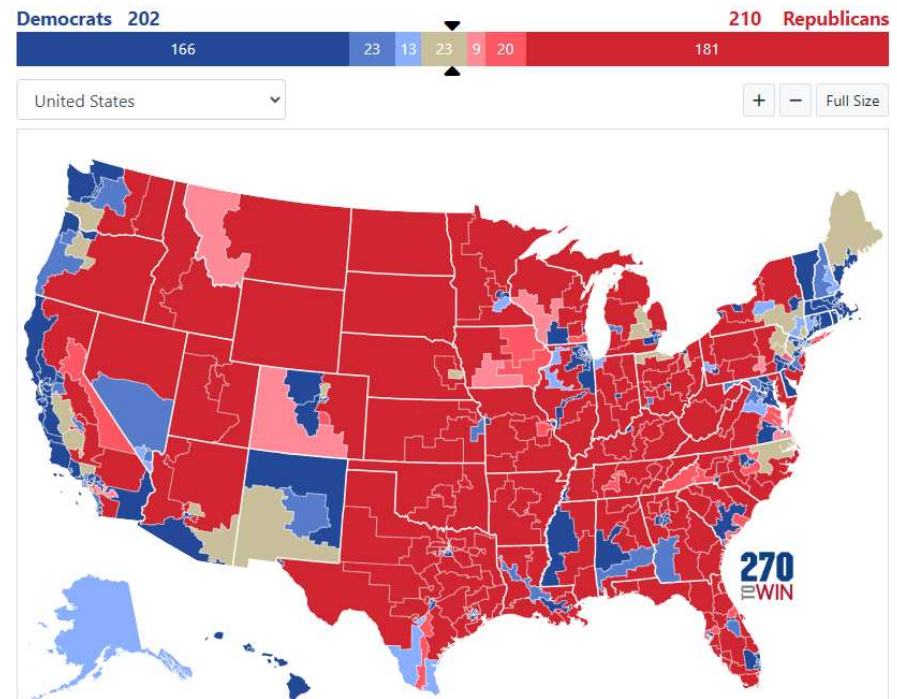 Democrats 202
210 Republicans
166 23 13 23 9 20 181
United States
+ − Full Size
270
TO WIN